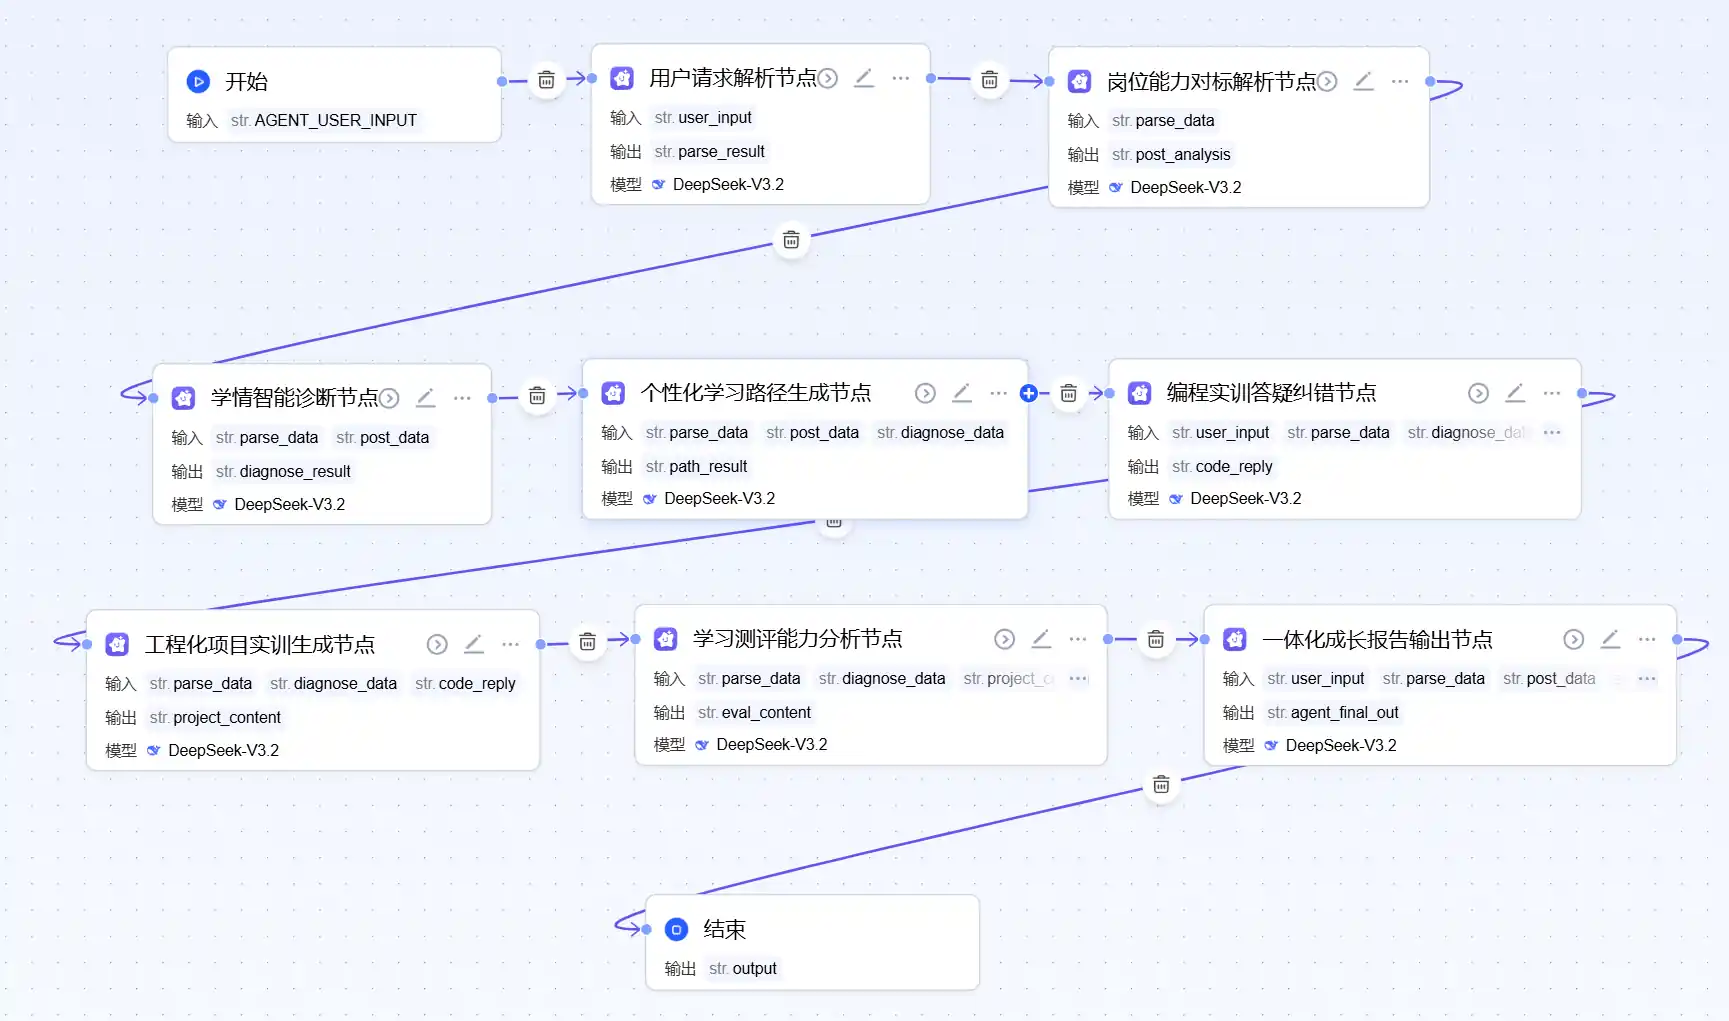 开始
输入 str. AGENT_USER_INPUT
用户请求解析节点
输入 str. user_input
输出 str. parse_result
模型 DeepSeek-V3.2
岗位能力对标解析节点
输入 str. parse_data
输出 str. post_analysis
模型 DeepSeek-V3.2
学情智能诊断节点
输入 str. parse_data str. post_data
输出 str. diagnose_result
模型 DeepSeek-V3.2
个性化学习路径生成节点
输入 str. parse_data str. post_data str. diagnose_data
输出 str. path_result
模型 DeepSeek-V3.2
编程实训答疑纠错节点
输入 str. user_input str. parse_data str. diagnose_dat ...
输出 str. code_reply
模型 DeepSeek-V3.2
工程化项目实训生成节点
输入 str. parse_data str. diagnose_data str. code_reply
输出 str. project_content
模型 DeepSeek-V3.2
学习测评能力分析节点
输入 str. parse_data str. diagnose_data str. project_c ...
输出 str. eval_content
模型 DeepSeek-V3.2
一体化成长报告输出节点
输入 str. user_input str. parse_data str. post_data ...
输出 str. agent_final_out
模型 DeepSeek-V3.2
结束
输出 str. output